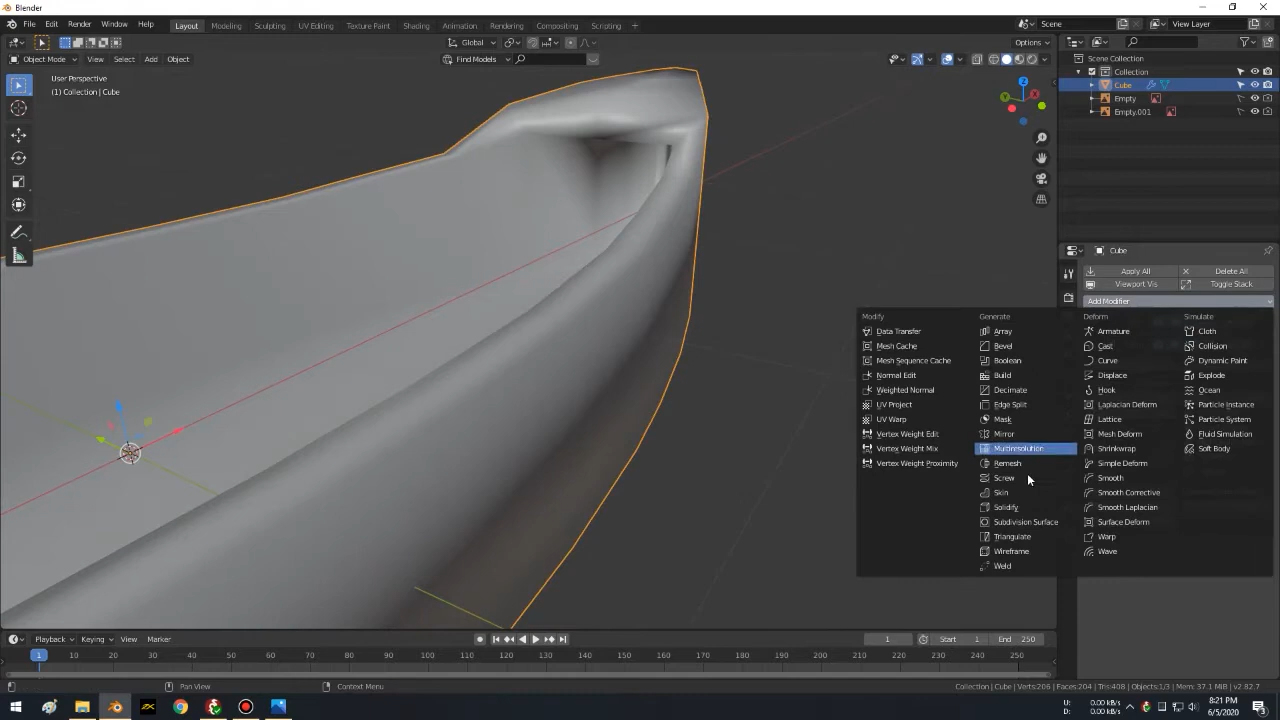 Blender
File Edit Render Window Help
Layout Modeling Sculpting UV Editing Texture Paint Shading Animation Rendering Compositing Scripting +
Scene
View Layer
Global
Options
Object Mode View Select Add Object
Find Models
User Perspective
(1) Collection | Cube
Scene Collection
Collection
Cube
Empty
Empty.001
Z
X
Y
Cube
Apply All
Delete All
Viewport Vis
Toggle Stack
Add Modifier
Modify Generate Deform Simulate
Data Transfer Array Armature Cloth
Mesh Cache Bevel Cast Collision
Mesh Sequence Cache Boolean Curve Dynamic Paint
Normal Edit Build Displace Explode
Weighted Normal Decimate Hook Ocean
UV Project Edge Split Laplacian Deform Particle Instance
UV Warp Mask Lattice Particle System
Vertex Weight Edit Mirror Mesh Deform Fluid Simulation
Vertex Weight Mix Multiresolution Shrinkwrap Soft Body
Vertex Weight Proximity Remesh Simple Deform
Screw Smooth
Skin Smooth Corrective
Solidify Smooth Laplacian
Subdivision Surface Surface Deform
Triangulate Warp
Wireframe Wave
Weld
Playback Keying View Marker
1
Start 1
End 250
1 10 20 30 40 50 60 70 80 90 100 110 120 130 140 150 160 170 180 190 200 210 220 230 240 250
Pan View
Context Menu
Collection | Cube | Verts:206 | Faces:204 | Tris:408 | Objects:1/3 | Mem: 37.1 MiB | v2.82.7
U: 0.00 kB/s
D: 0.00 kB/s
8:21 PM
6/5/2020